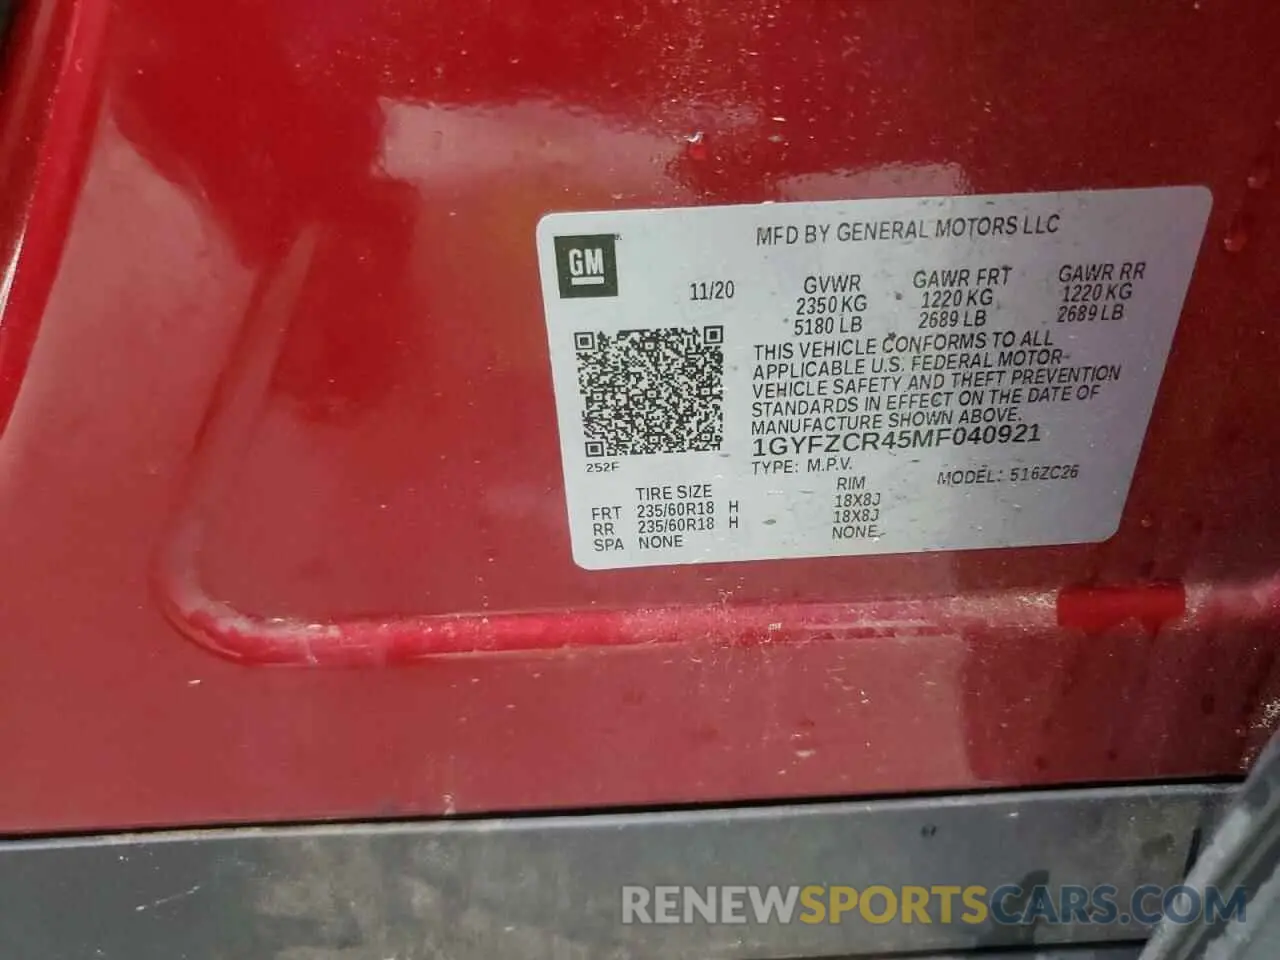 MFD BY GENERAL MOTORS LLC
GM
11/20
GVWR GAWR FRT GAWR RR
2350 KG 1220 KG 1220 KG
5180 LB 2689 LB 2689 LB
THIS VEHICLE CONFORMS TO ALL
APPLICABLE U.S. FEDERAL MOTOR
VEHICLE SAFETY AND THEFT PREVENTION
STANDARDS IN EFFECT ON THE DATE OF
MANUFACTURE SHOWN ABOVE.
1GYFZCR45MF040921
252F
TYPE: M.P.V. MODEL: 516ZC26
TIRE SIZE RIM
FRT 235/60R18 H 18X8J
RR 235/60R18 H 18X8J
SPA NONE NONE
RENEWSPORTSCARS.COM